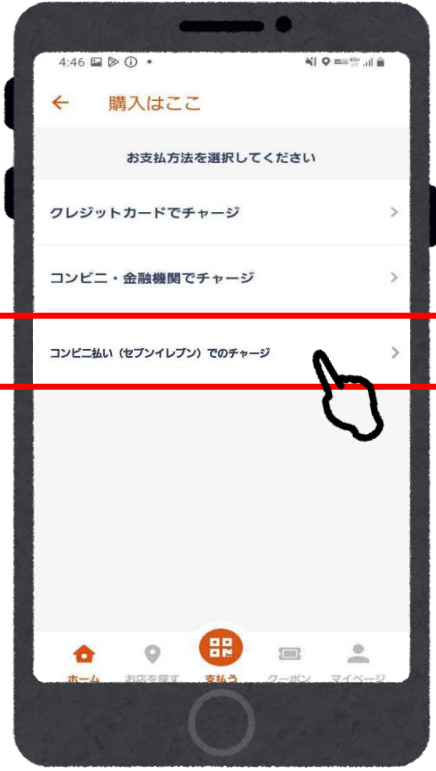 4:46
購入はここ
お支払方法を選択してください
クレジットカードでチャージ
コンビニ・金融機関でチャージ
コンビニ払い（セブンイレブン）でのチャージ
ホーム お店を探す 支払う クーポン マイページ